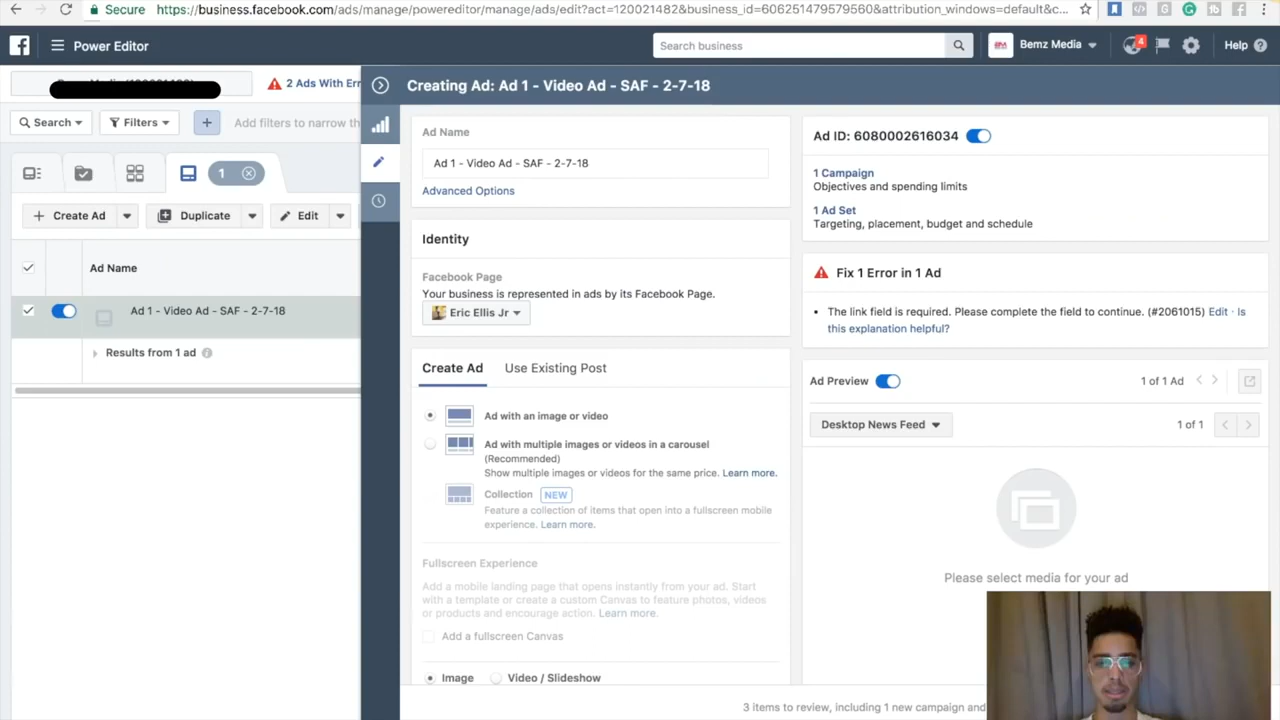 Secure https://business.facebook.com/ads/manage/powereditor/manage/ads/edit?act=120021482&business_id=606251479579560&attribution_windows=default&c...
Power Editor
Search business
Bemz Media
4
Help
2 Ads With Err
Creating Ad: Ad 1 - Video Ad - SAF - 2-7-18
Search
Filters
Add filters to narrow th
1
Create Ad
Duplicate
Edit
Ad Name
Ad 1 - Video Ad - SAF - 2-7-18
Results from 1 ad
Ad Name
Ad 1 - Video Ad - SAF - 2-7-18
Advanced Options
Identity
Facebook Page
Your business is represented in ads by its Facebook Page.
Eric Ellis Jr
Create Ad
Use Existing Post
Ad with an image or video
Ad with multiple images or videos in a carousel
(Recommended)
Show multiple images or videos for the same price. Learn more.
Collection NEW
Feature a collection of items that open into a fullscreen mobile
experience. Learn more.
Fullscreen Experience
Add a mobile landing page that opens instantly from your ad. Start
with a template or create a custom Canvas to feature photos, videos
or products and encourage action. Learn more.
Add a fullscreen Canvas
Image
Video / Slideshow
Ad ID: 6080002616034
1 Campaign
Objectives and spending limits
1 Ad Set
Targeting, placement, budget and schedule
Fix 1 Error in 1 Ad
The link field is required. Please complete the field to continue. (#2061015) Edit · Is
this explanation helpful?
Ad Preview
1 of 1 Ad
Desktop News Feed
1 of 1
Please select media for your ad
3 items to review, including 1 new campaign and